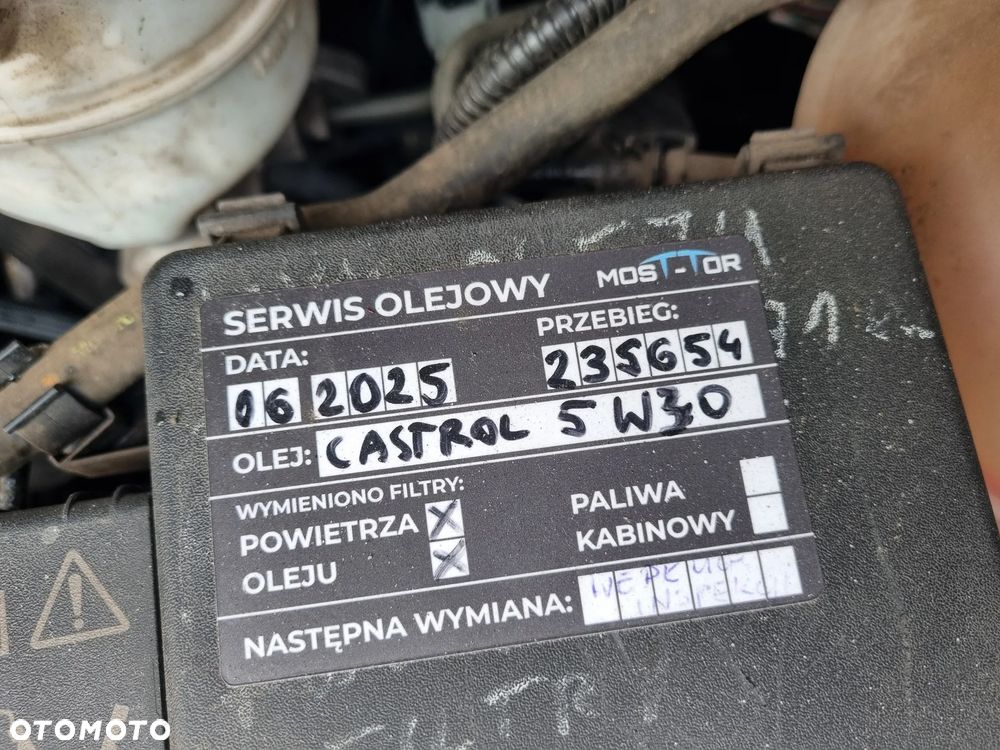 SERWIS OLEJOWY MOST-TOR
DATA: PRZEBIEG:
06 2025 235654
OLEJ: CASTROL 5W30
WYMIENIONO FILTRY:
POWIETRZA X PALIWA
OLEJU X KABINOWY
NASTĘPNA WYMIANA:
OTOMOTO